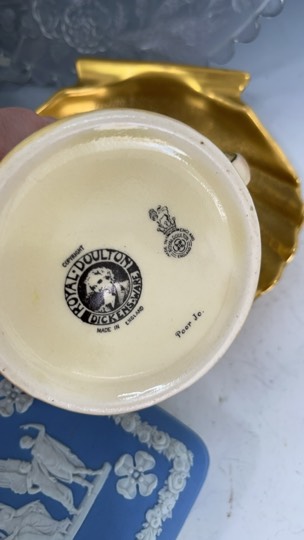 COPYRIGHT
ROYAL·DOULTON
DICKENS WARE
MADE IN
ENGLAND
Poor Jo.